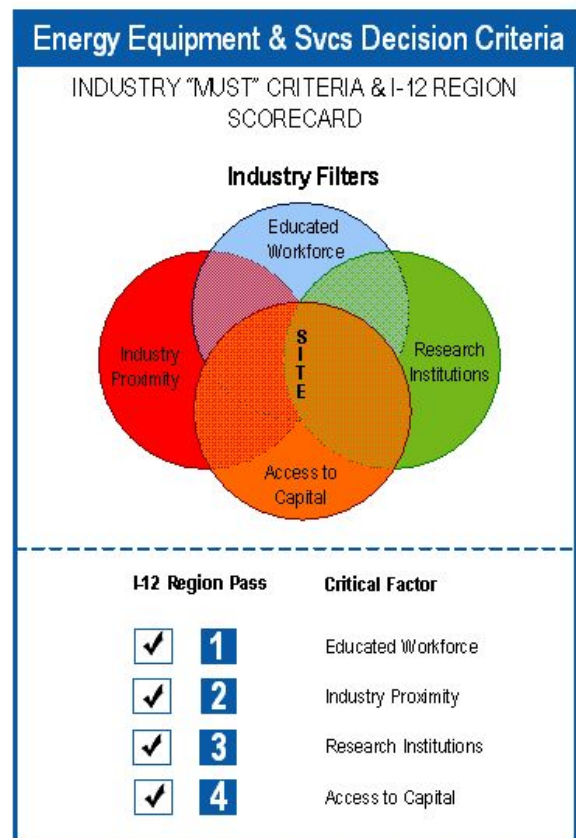 Energy Equipment & Svcs Decision Criteria
INDUSTRY “MUST” CRITERIA & I-12 REGION
SCORECARD
Industry Filters
Educated
Workforce
Industry
Proximity
S
I
T
E
Research
Institutions
Access to
Capital
I-12 Region Pass Critical Factor
1 Educated Workforce
2 Industry Proximity
3 Research Institutions
4 Access to Capital